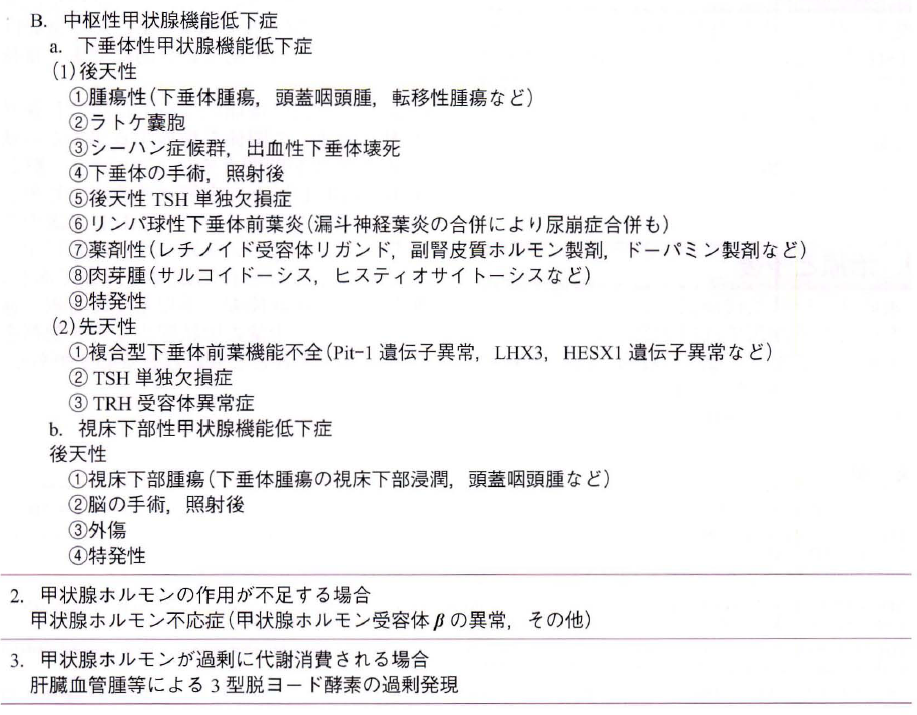 B. 中枢性甲状腺機能低下症
a. 下垂体性甲状腺機能低下症
(1)後天性
①腫瘍性(下垂体腫瘍，頭蓋咽頭腫，転移性腫瘍など)
②ラトケ嚢胞
③シーハン症候群，出血性下垂体壊死
④下垂体の手術，照射後
⑤後天性 TSH 単独欠損症
⑥リンパ球性下垂体前葉炎(漏斗神経葉炎の合併により尿崩症合併も)
⑦薬剤性(レチノイド受容体リガンド，副腎皮質ホルモン製剤，ドーパミン製剤など)
⑧肉芽腫(サルコイドーシス，ヒスティオサイトーシスなど)
⑨特発性
(2)先天性
①複合型下垂体前葉機能不全(Pit-1 遺伝子異常，LHX3，HESX1 遺伝子異常など)
② TSH 単独欠損症
③ TRH 受容体異常症
b. 視床下部性甲状腺機能低下症
後天性
①視床下部腫瘍(下垂体腫瘍の視床下部浸潤，頭蓋咽頭腫など)
②脳の手術，照射後
③外傷
④特発性
2. 甲状腺ホルモンの作用が不足する場合
甲状腺ホルモン不応症(甲状腺ホルモン受容体 β の異常，その他)
3. 甲状腺ホルモンが過剰に代謝消費される場合
肝臓血管腫等による 3 型脱ヨード酵素の過剰発現